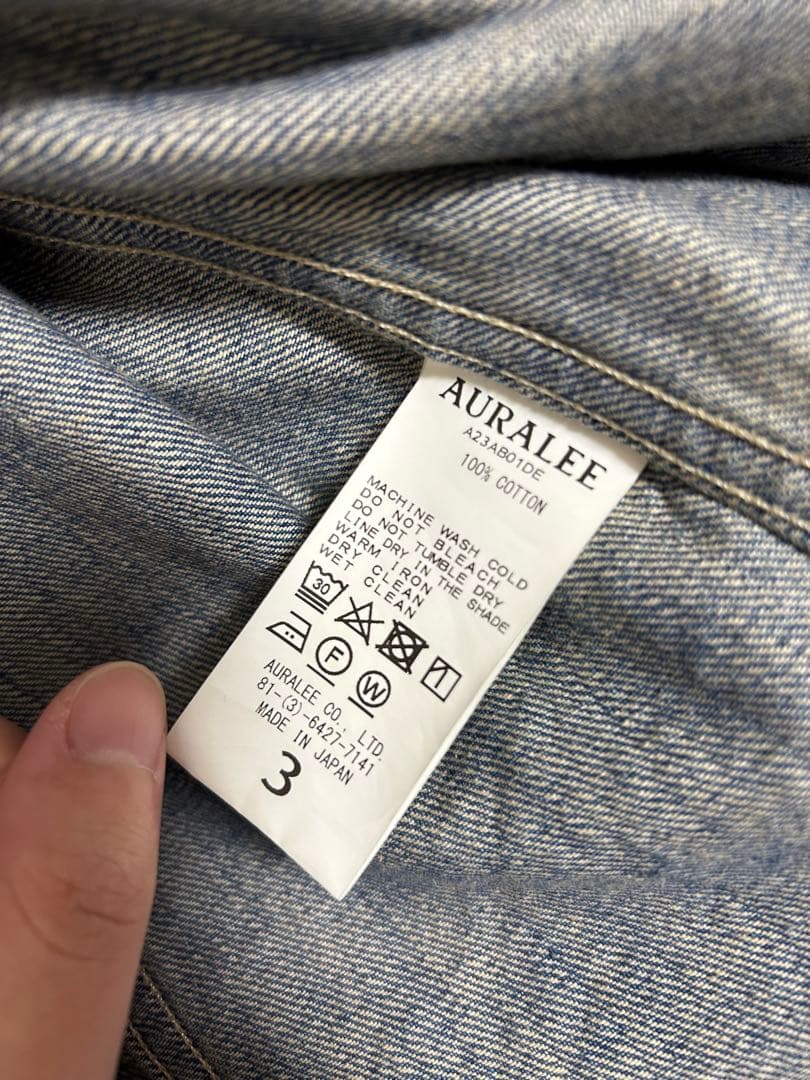 AURALEE
A23AB01DE
100% COTTON
MACHINE WASH COLD
DO NOT BLEACH
DO NOT TUMBLE DRY
LINE DRY IN THE SHADE
WARM IRON
DRY CLEAN
WET CLEAN
30
F
W
AURALEE CO., LTD.
81-(3)-6427-7141
MADE IN JAPAN
3